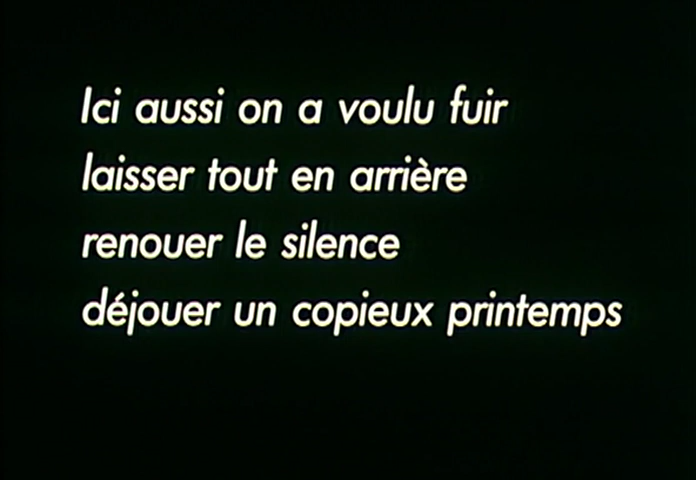 Ici aussi on a voulu fuir
laisser tout en arrière
renouer le silence
déjouer un copieux printemps